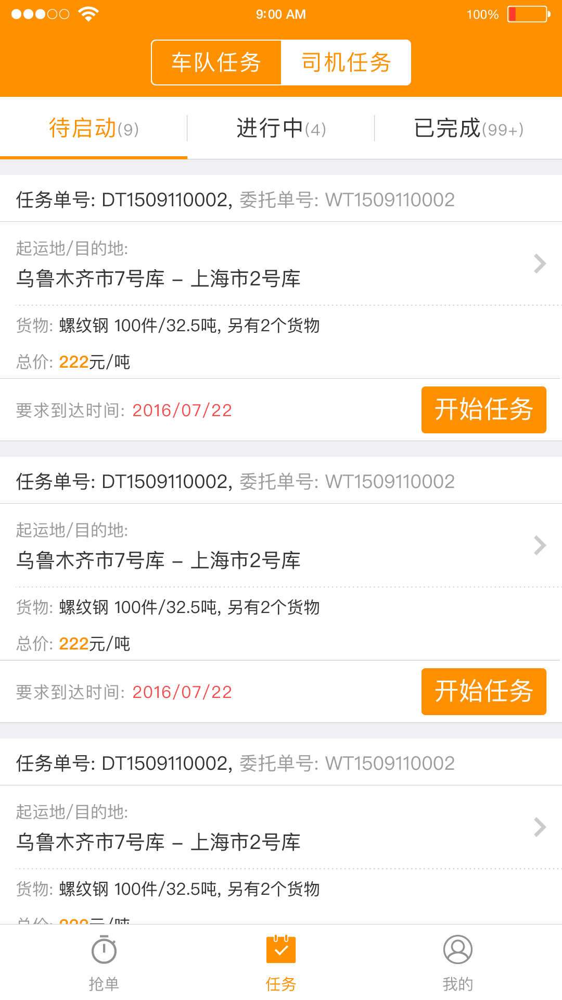 9:00 AM 100%
车队任务 司机任务
待启动(9) 进行中(4) 已完成(99+)
任务单号: DT1509110002, 委托单号: WT1509110002
起运地/目的地:
乌鲁木齐市7号库 – 上海市2号库
货物: 螺纹钢 100件/32.5吨, 另有2个货物
总价: 222元/吨
要求到达时间: 2016/07/22 开始任务
任务单号: DT1509110002, 委托单号: WT1509110002
起运地/目的地:
乌鲁木齐市7号库 – 上海市2号库
货物: 螺纹钢 100件/32.5吨, 另有2个货物
总价: 222元/吨
要求到达时间: 2016/07/22 开始任务
任务单号: DT1509110002, 委托单号: WT1509110002
起运地/目的地:
乌鲁木齐市7号库 – 上海市2号库
货物: 螺纹钢 100件/32.5吨, 另有2个货物
总价: 222元/吨
抢单 任务 我的